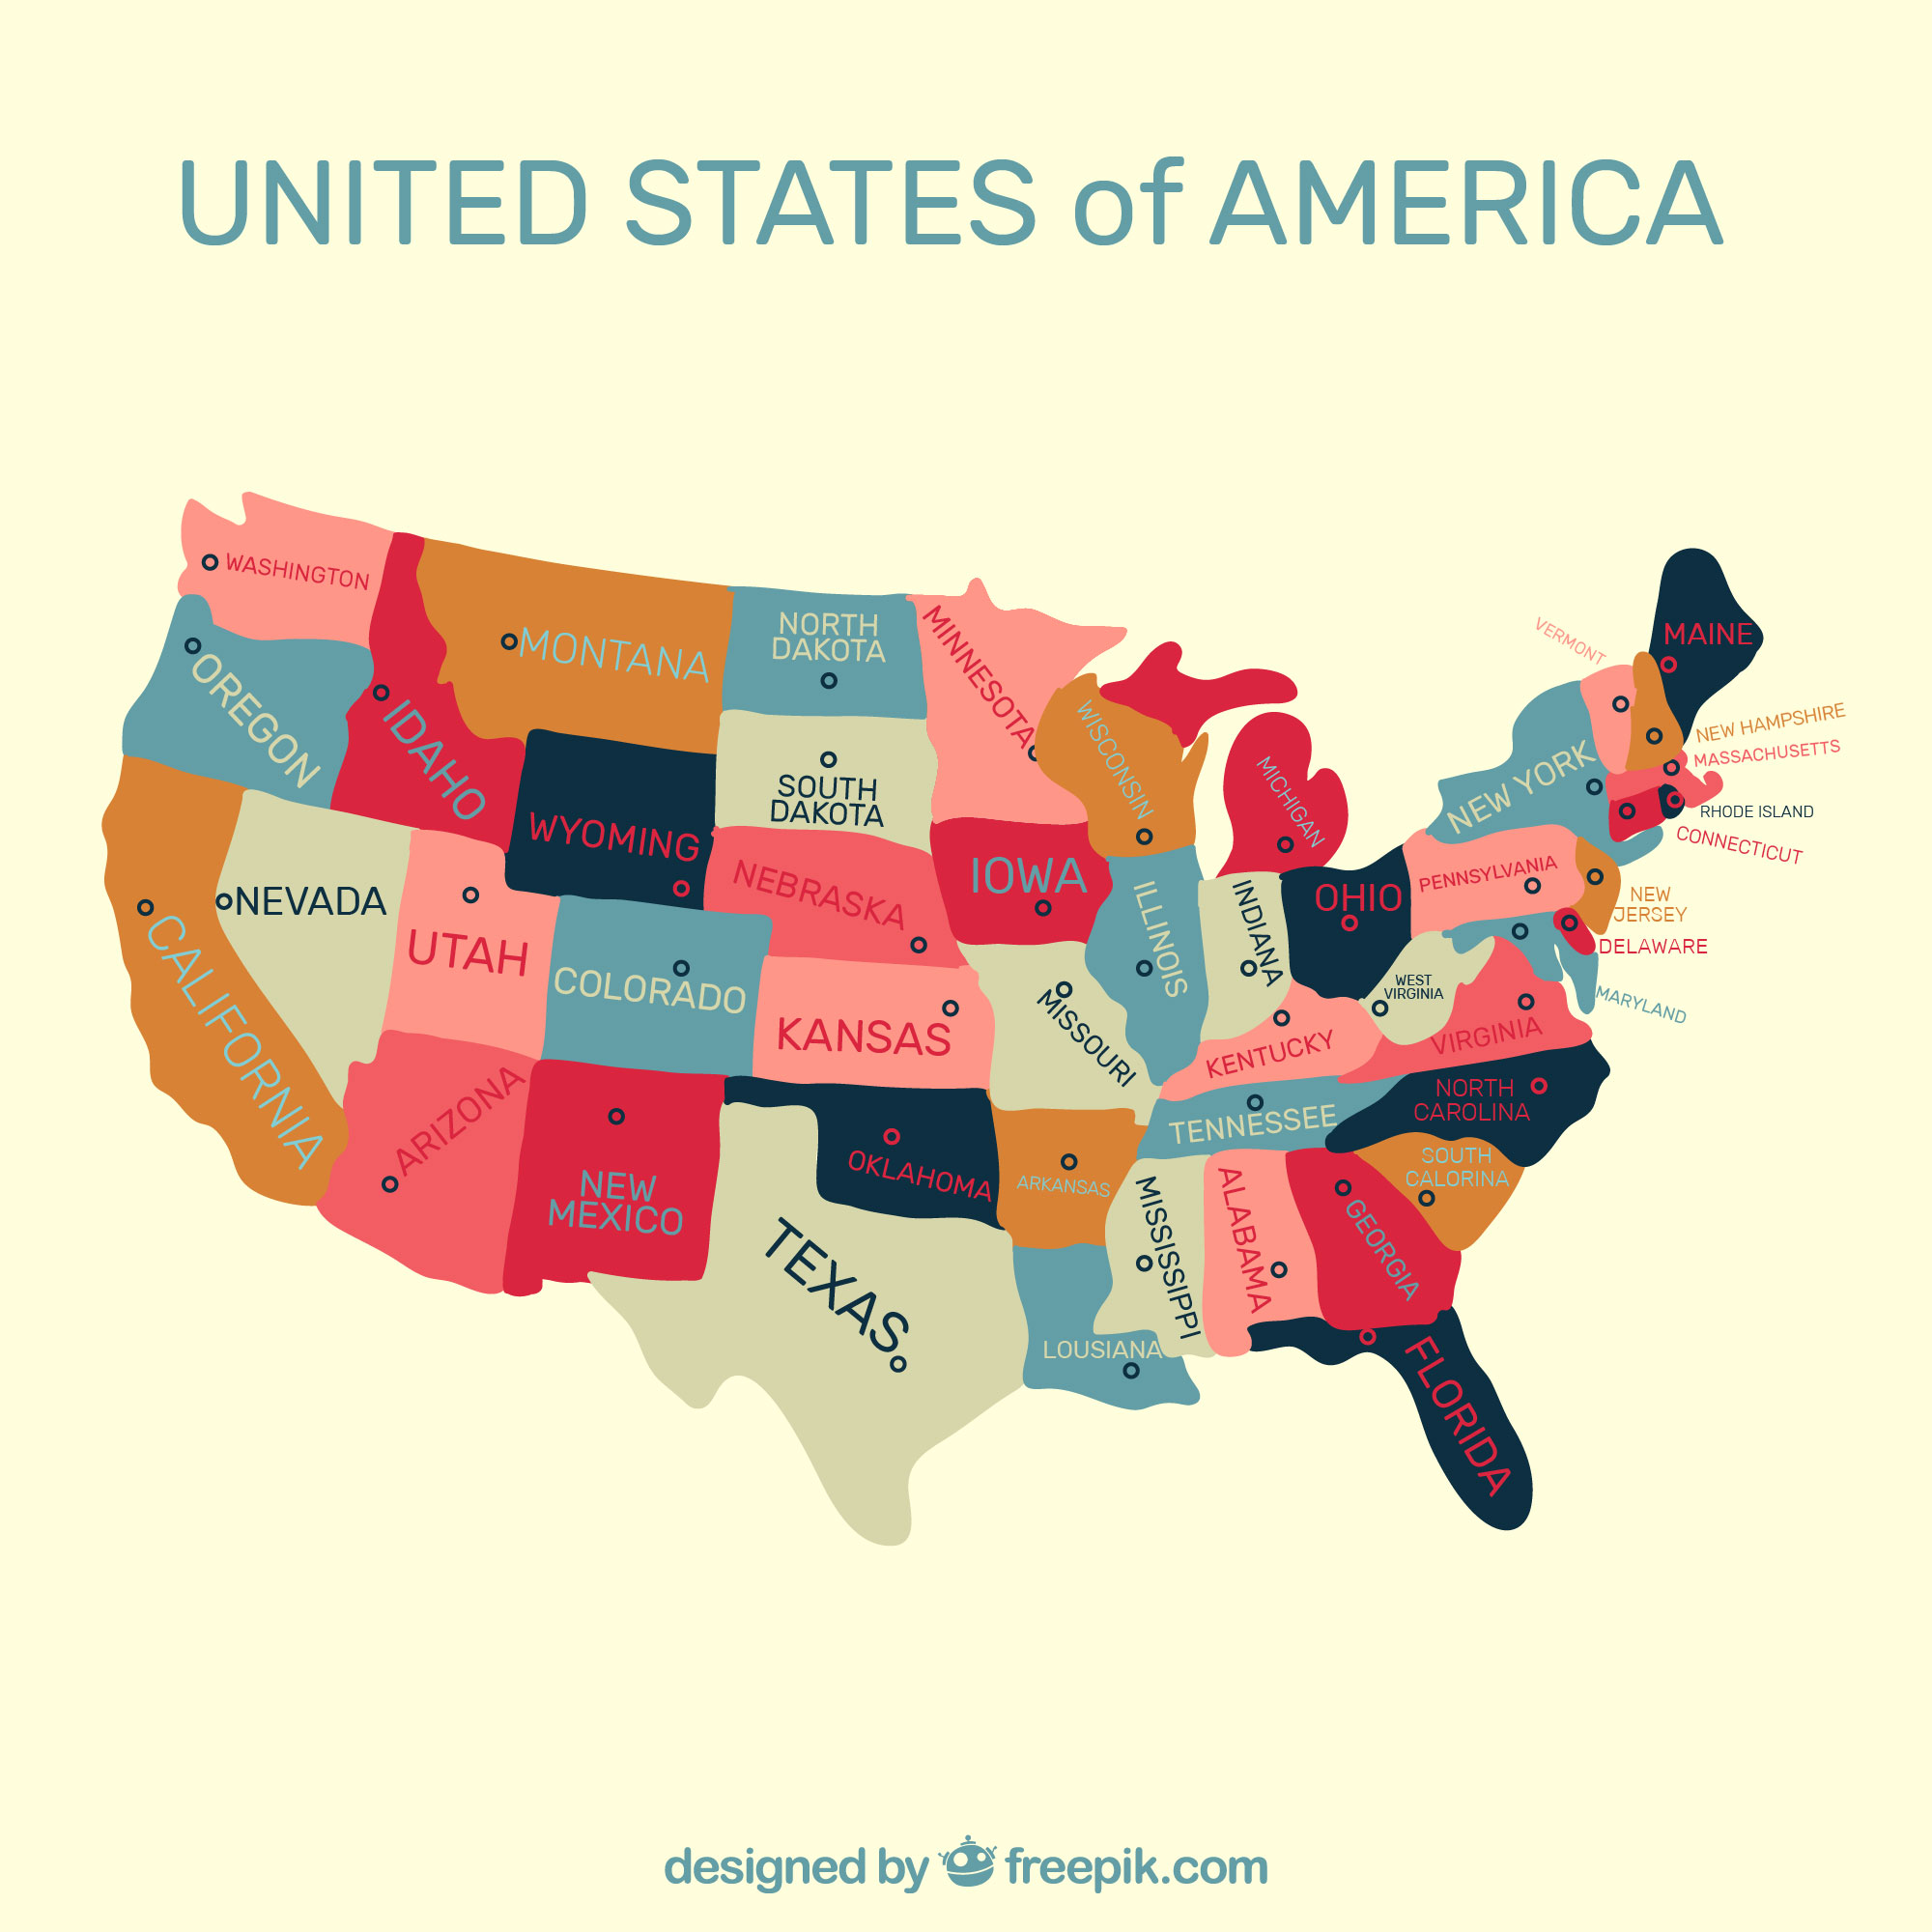 UNITED STATES of AMERICA
WASHINGTON
OREGON
IDAHO
MONTANA
NORTH
DAKOTA
MINNESOTA
WISCONSIN
MICHIGAN
VERMONT
MAINE
NEW HAMPSHIRE
MASSACHUSETTS
RHODE ISLAND
CONNECTICUT
NEW YORK
SOUTH
DAKOTA
WYOMING
NEBRASKA
IOWA
ILLINOIS
INDIANA
OHIO
PENNSYLVANIA
NEW
JERSEY
DELAWARE
MARYLAND
WEST
VIRGINIA
VIRGINIA
CALIFORNIA
NEVADA
UTAH
COLORADO
KANSAS
MISSOURI
KENTUCKY
TENNESSEE
NORTH
CAROLINA
SOUTH
CALORINA
ARIZONA
NEW
MEXICO
OKLAHOMA
ARKANSAS
TEXAS
LOUSIANA
MISSISSIPPI
ALABAMA
GEORGIA
FLORIDA
designed by freepik.com